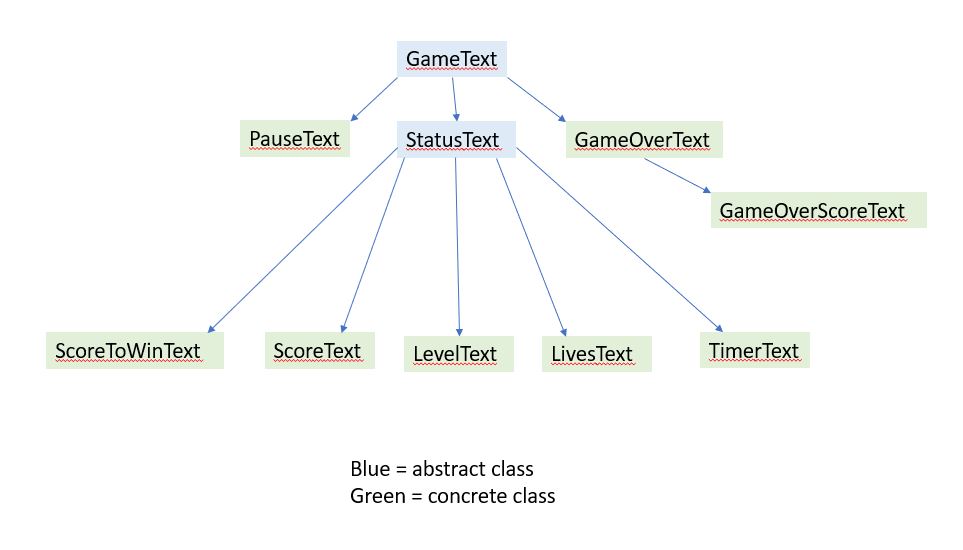 GameText
PauseText
StatusText
GameOverText
GameOverScoreText
ScoreToWinText
ScoreText
LevelText
LivesText
TimerText
Blue = abstract class
Green = concrete class